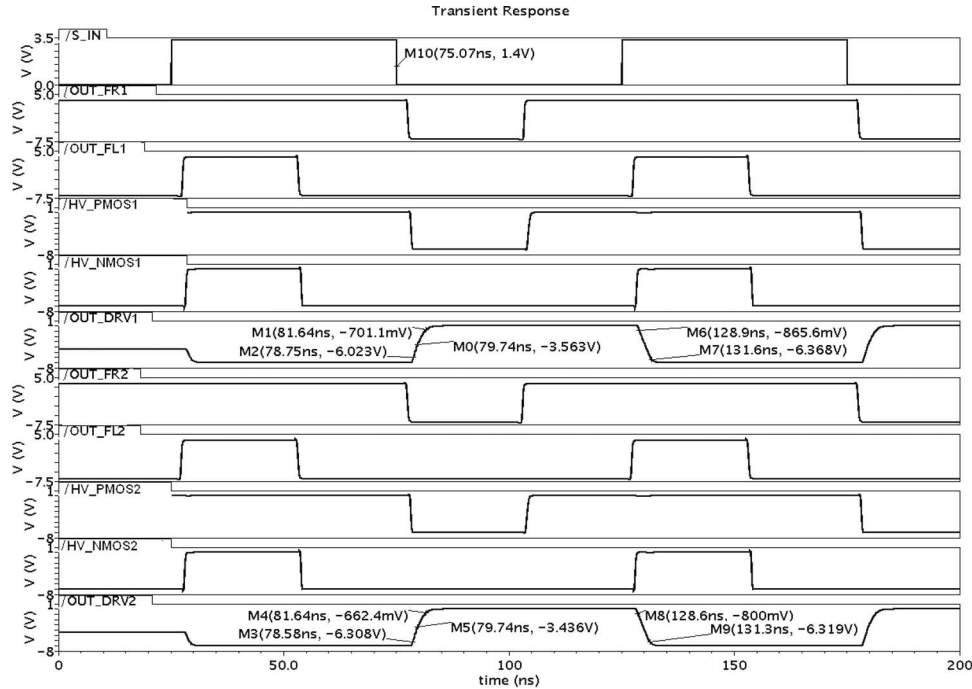 Transient Response
/S_IN
3.5
V (V)
M10(75.07ns, 1.4V)
0.0
/OUT_FR1
5.0
V (V)
-7.5
/OUT_FL1
5.0
V (V)
-7.5
/HV_PMOS1
1
V (V)
-8
/HV_NMOS1
1
V (V)
-8
/OUT_DRV1
1
V (V)
M1(81.64ns, -701.1mV)
M6(128.9ns, -865.6mV)
M2(78.75ns, -6.023V)
M0(79.74ns, -3.563V)
M7(131.6ns, -6.368V)
-8
/OUT_FR2
5.0
V (V)
-7.5
/OUT_FL2
5.0
V (V)
-7.5
/HV_PMOS2
1
V (V)
-8
/HV_NMOS2
1
V (V)
-8
/OUT_DRV2
1
V (V)
M4(81.64ns, -662.4mV)
M8(128.6ns, -800mV)
M3(78.58ns, -6.308V)
M5(79.74ns, -3.436V)
M9(131.3ns, -6.319V)
-8
0 50.0 100 150 200
time (ns)